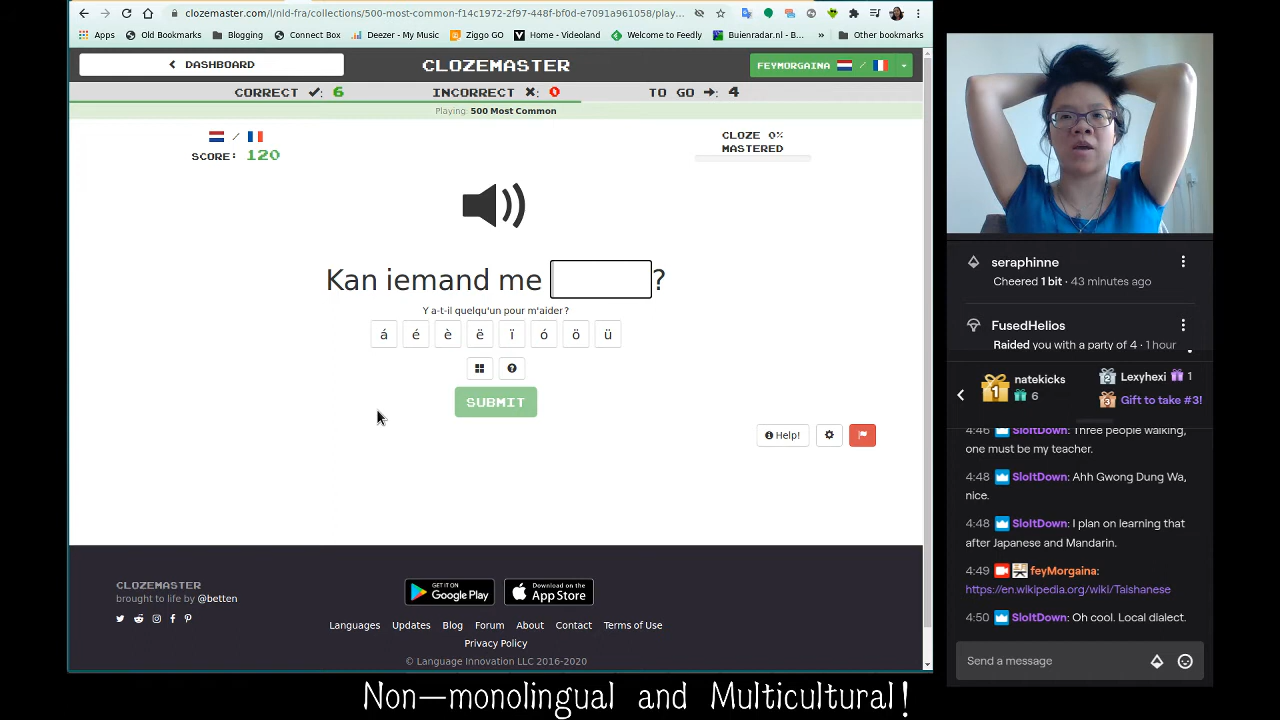 clozemaster.com/l/nld-fra/collections/500-most-common-f14c1972-2f97-448f-bf0d-e7091a961058/play...
Apps Old Bookmarks Blogging Connect Box Deezer - My Music Ziggo GO Home - Videoland Welcome to Feedly Buienradar.nl - B... » Other bookmarks
DASHBOARD
CLOZEMASTER
FEYMORGAINA /
CORRECT ✔: 6 INCORRECT ✖: 0 TO GO ➔: 4
Playing: 500 Most Common
/
SCORE: 120
CLOZE 0%
MASTERED
Kan iemand me ?
Y a-t-il quelqu'un pour m'aider ?
á é è ë ï ó ö ü
SUBMIT
Help!
CLOZEMASTER
brought to life by @betten
GET IT ON
Google Play
Download on the
App Store
Languages Updates Blog Forum About Contact Terms of Use
Privacy Policy
© Language Innovation LLC 2016-2020
seraphinne
Cheered 1 bit · 43 minutes ago
FusedHelios
Raided you with a party of 4 · 1 hour
1 natekicks
6
2 Lexyhexi 1
3 Gift to take #3!
4:46 SloItDown: Three people walking,
one must be my teacher.
4:48 SloItDown: Ahh Gwong Dung Wa,
nice.
4:48 SloItDown: I plan on learning that
after Japanese and Mandarin.
4:49 feyMorgaina:
https://en.wikipedia.org/wiki/Taishanese
4:50 SloItDown: Oh cool. Local dialect.
Send a message
Non-monolingual and Multicultural!